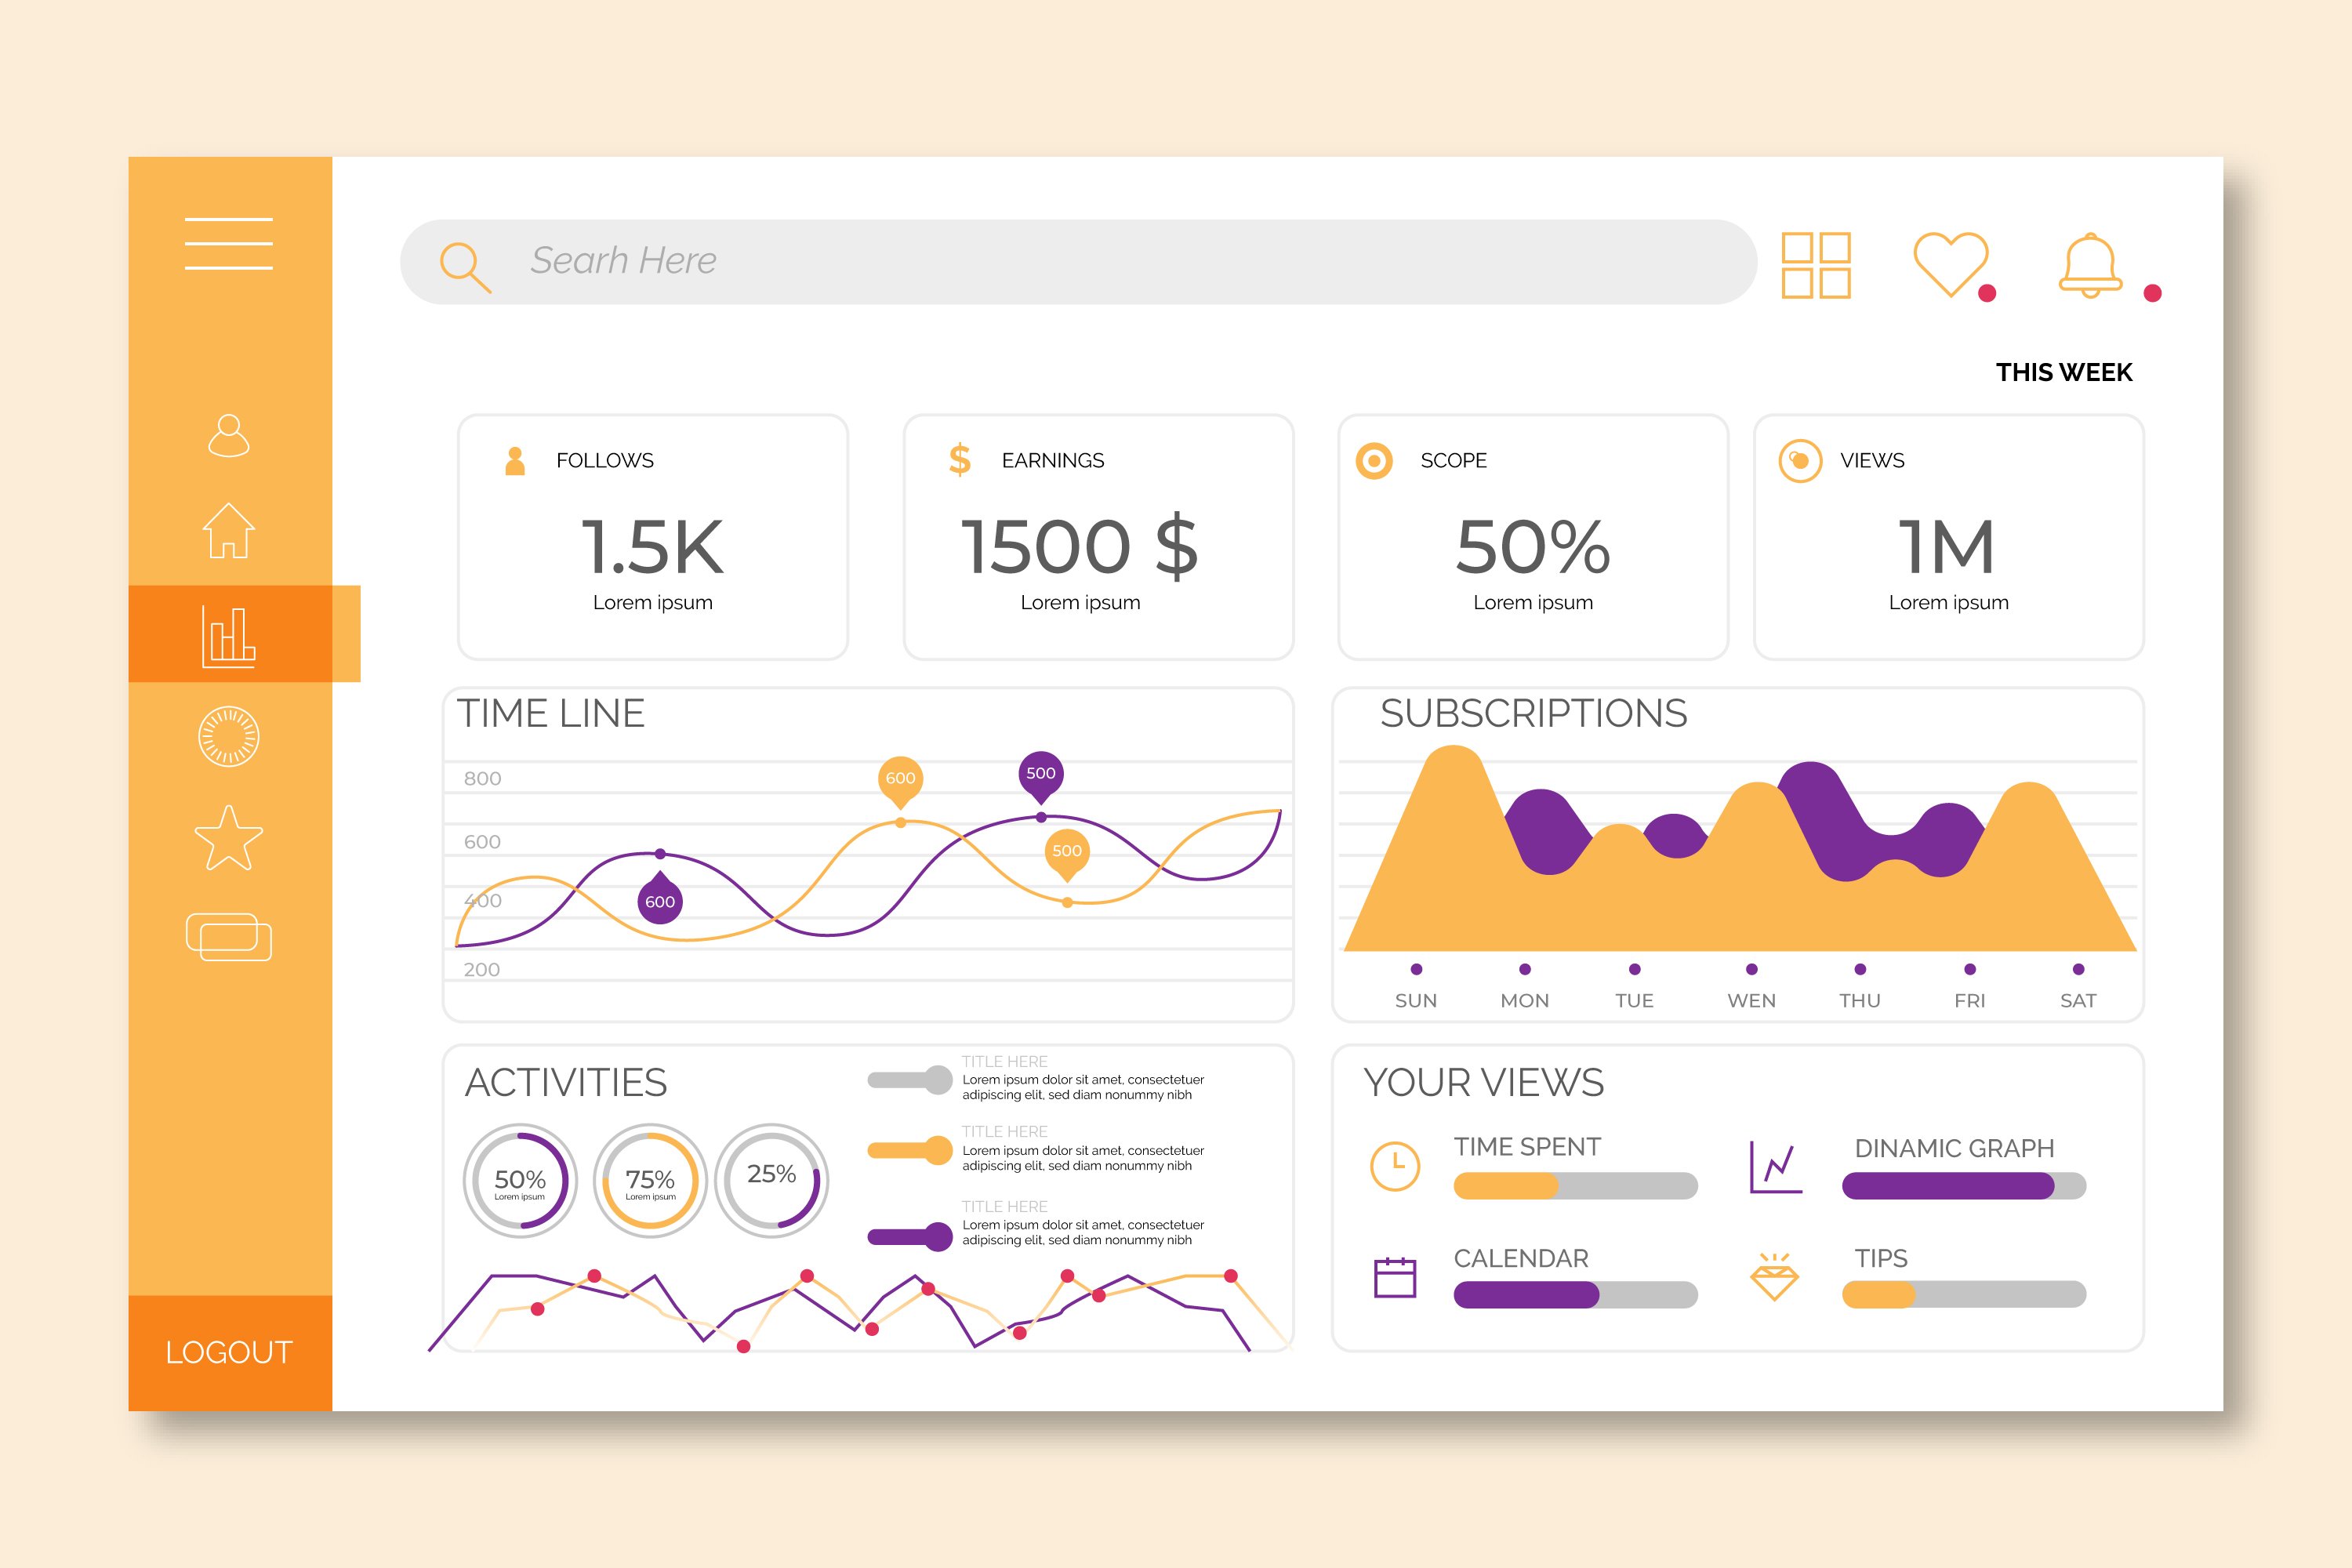 Searh Here
THIS WEEK
FOLLOWS
1.5K
Lorem ipsum
$ EARNINGS
1500 $
Lorem ipsum
SCOPE
50%
Lorem ipsum
VIEWS
1M
Lorem ipsum
TIME LINE
800
600
400
200
600
600
500
500
SUBSCRIPTIONS
SUN MON TUE WEN THU FRI SAT
ACTIVITIES
50%
Lorem ipsum
75%
Lorem ipsum
25%
TITLE HERE
Lorem ipsum dolor sit amet, consectetuer
adipiscing elit, sed diam nonummy nibh
TITLE HERE
Lorem ipsum dolor sit amet, consectetuer
adipiscing elit, sed diam nonummy nibh
TITLE HERE
Lorem ipsum dolor sit amet, consectetuer
adipiscing elit, sed diam nonummy nibh
YOUR VIEWS
TIME SPENT
DINAMIC GRAPH
CALENDAR
TIPS
LOGOUT